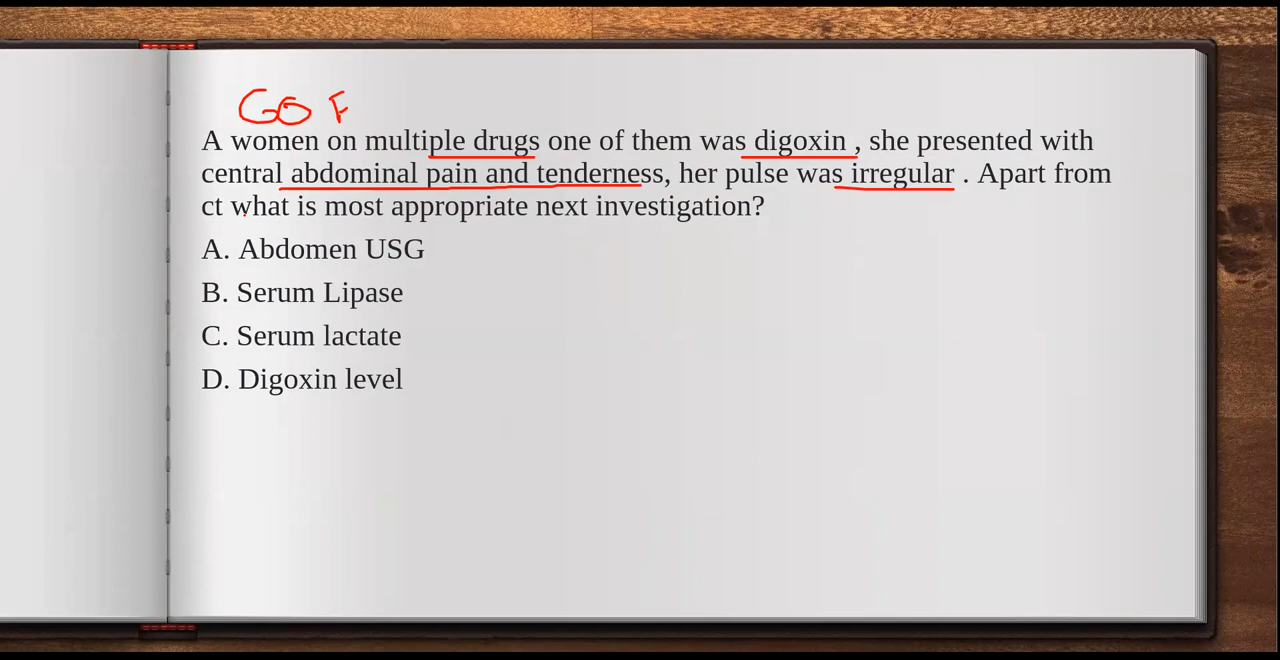 GO F
A women on multiple drugs one of them was digoxin , she presented with
central abdominal pain and tenderness, her pulse was irregular . Apart from
ct what is most appropriate next investigation?
A. Abdomen USG
B. Serum Lipase
C. Serum lactate
D. Digoxin level